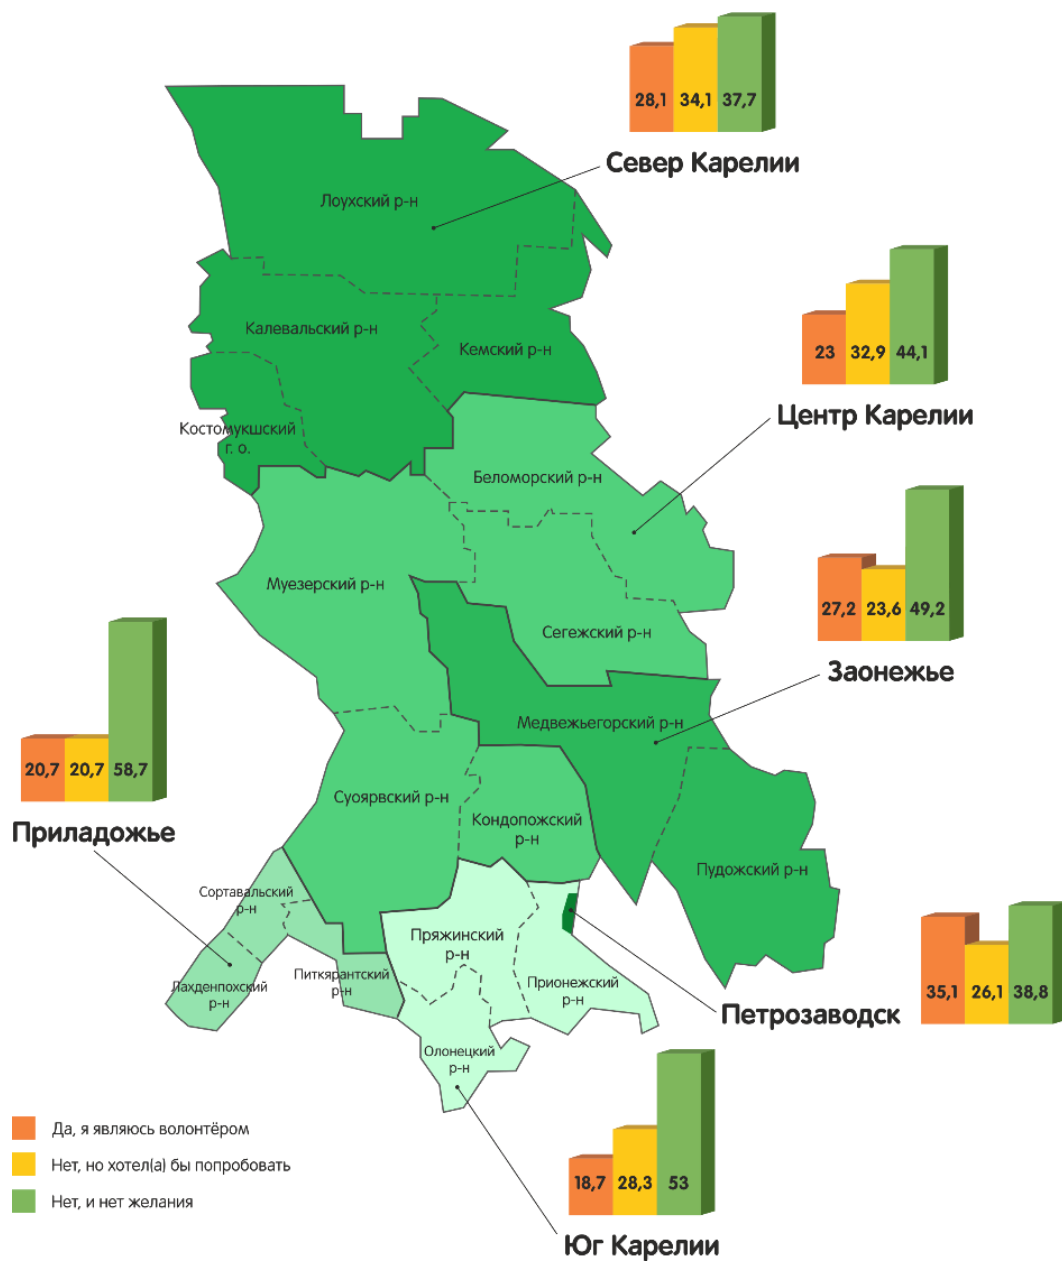 28,1 34,1 37,7
Север Карелии
Лоухский р-н
Калевальский р-н
Кемский р-н
23 32,9 44,1
Центр Карелии
Костомукшский
г. о.
Беломорский р-н
Муезерский р-н
27,2 23,6 49,2
Сегежский р-н
Заонежье
Медвежьегорский р-н
20,7 20,7 58,7
Приладожье
Суоярвский р-н
Кондопожский
р-н
Пудожский р-н
Сортавальский
р-н
Пряжинский
р-н
35,1 26,1 38,8
Петрозаводск
Лахденпохский
р-н
Питкярантский
р-н
Прионежский
р-н
Олонецкий
р-н
Да, я являюсь волонтёром
Нет, но хотел(а) бы попробовать
Нет, и нет желания
18,7 28,3 53
Юг Карелии